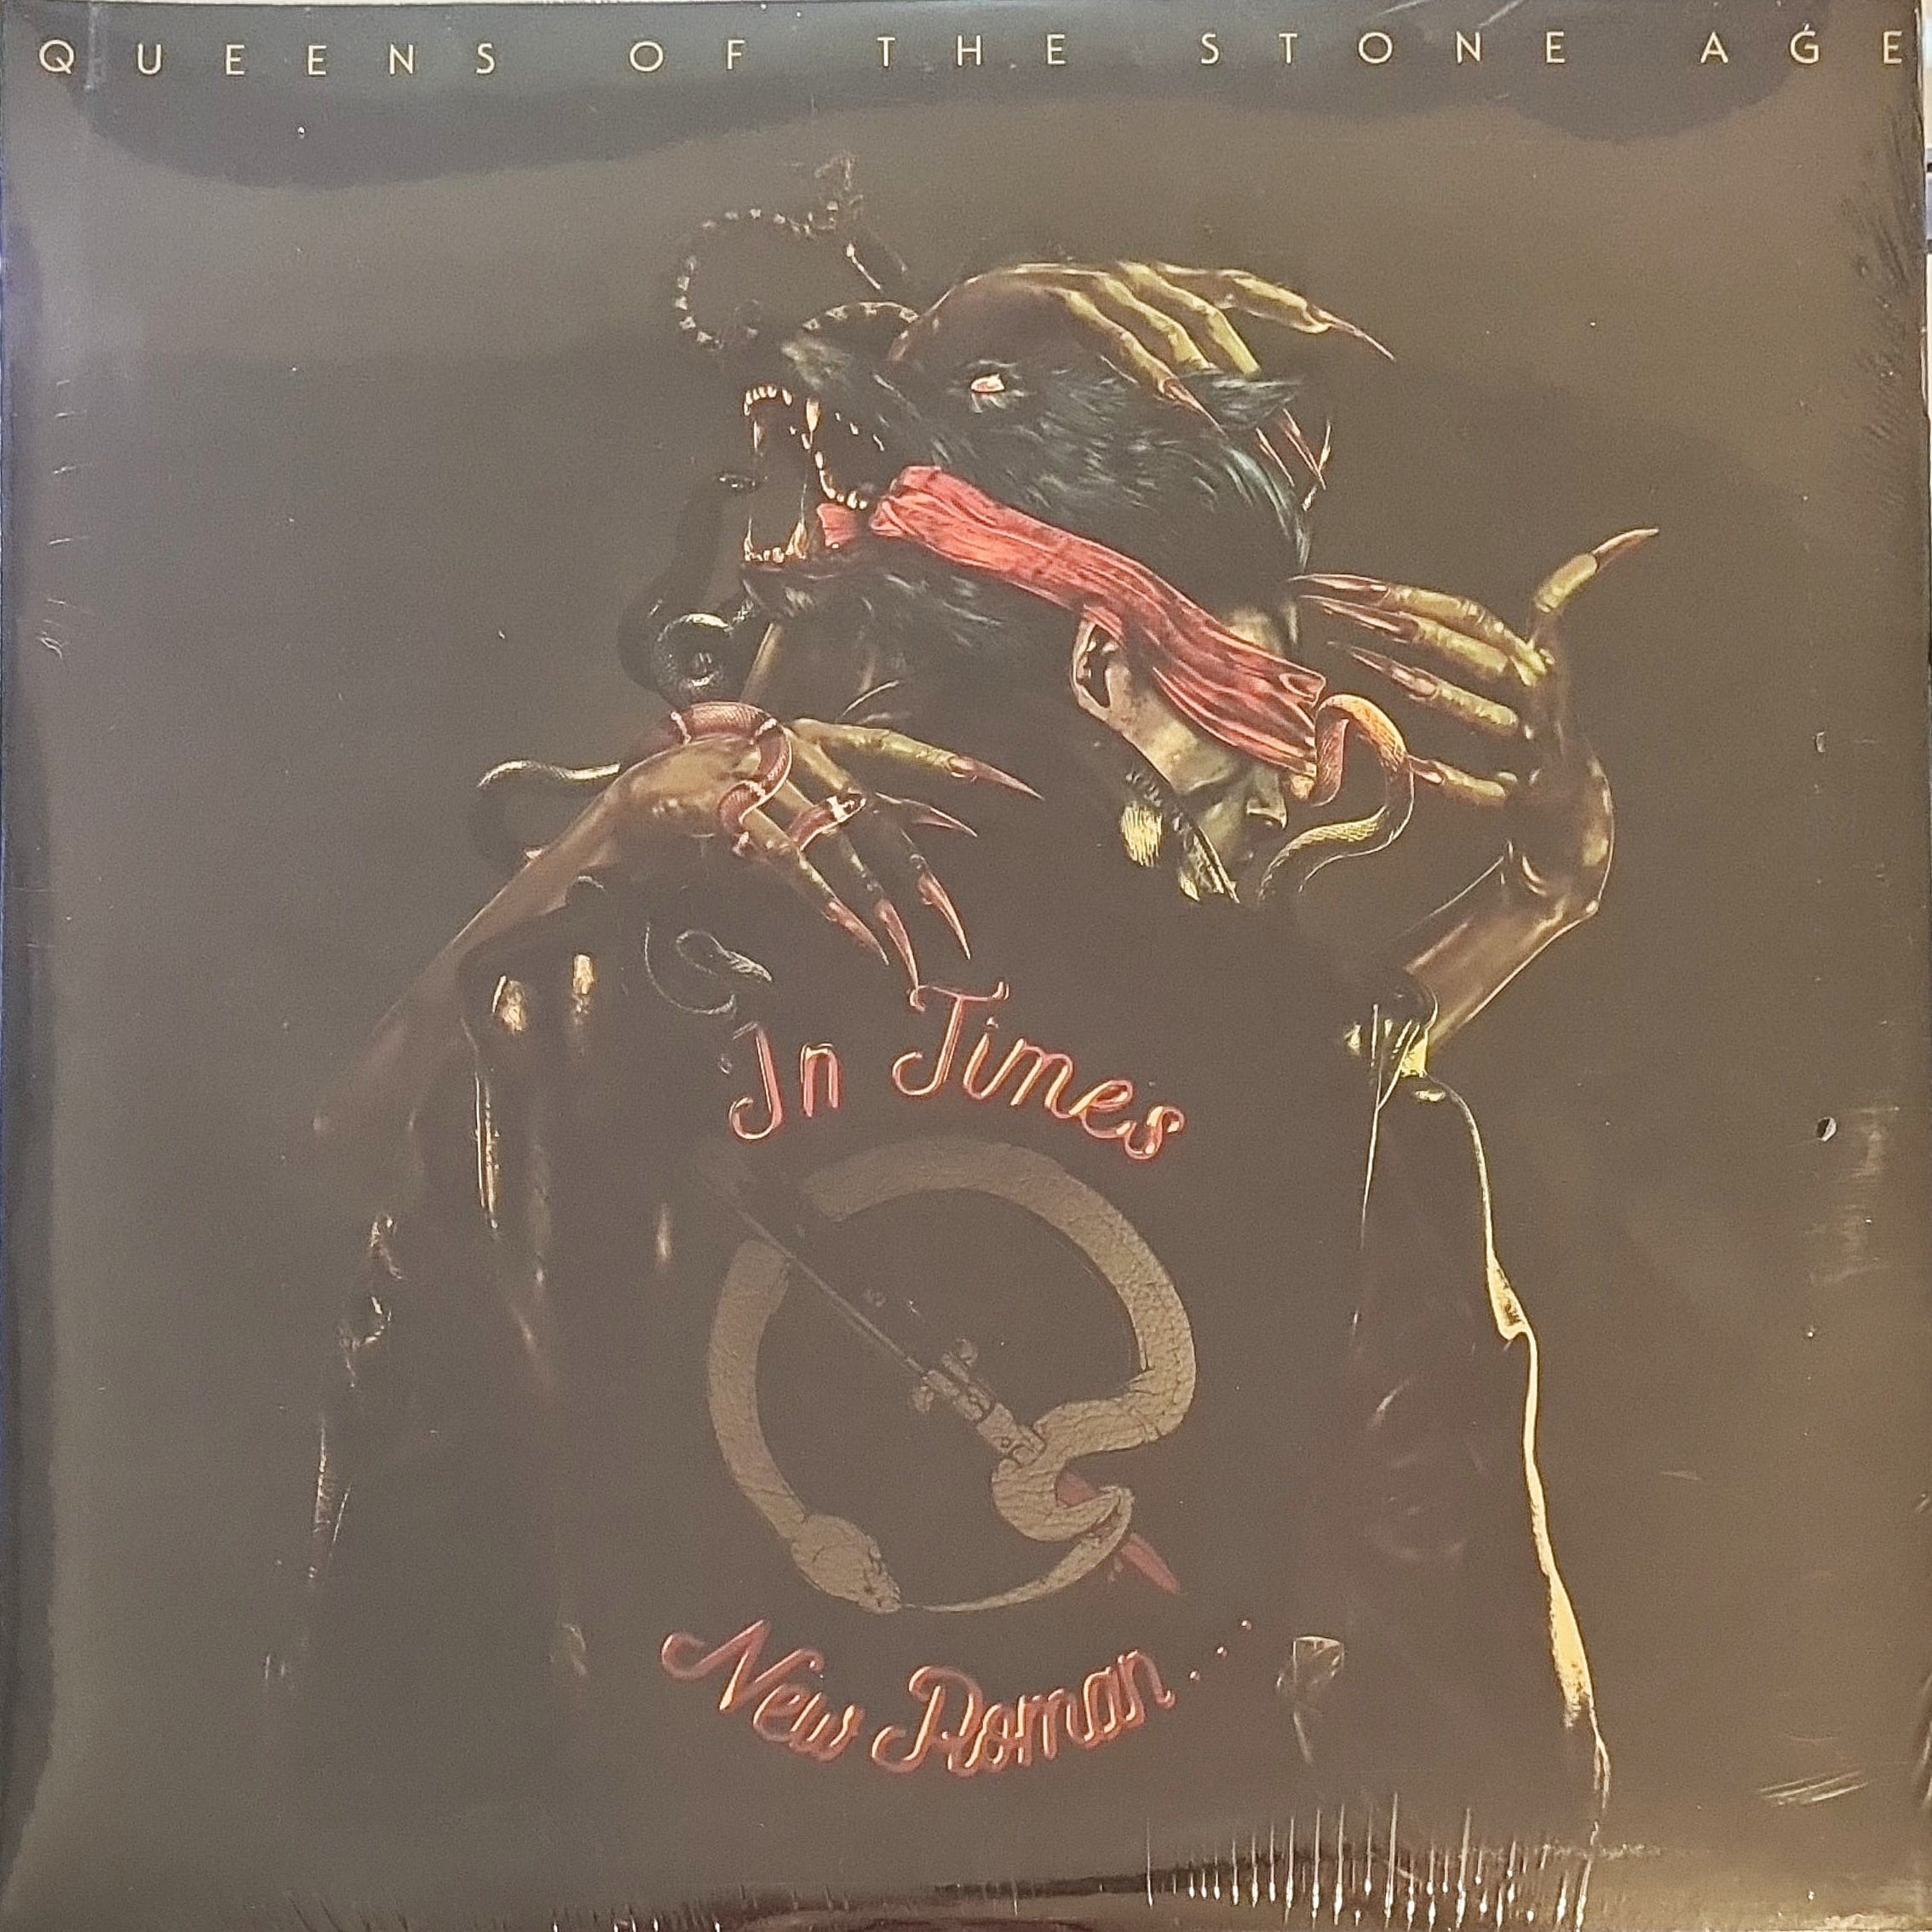 QUEENS OF THE STONE AGE
In Times
New Roman...